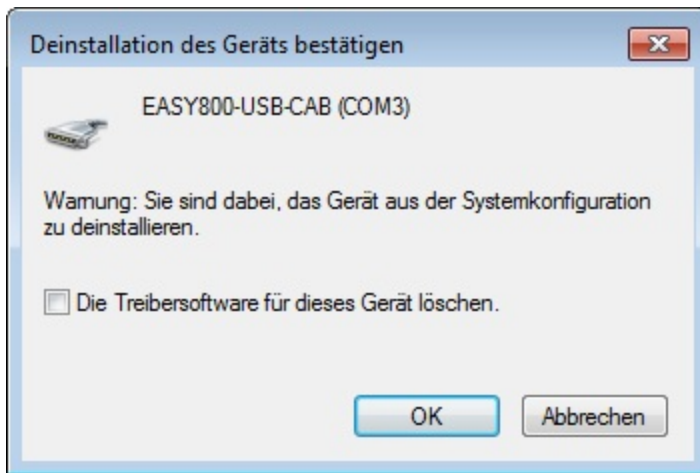 Deinstallation des Geräts bestätigen
EASY800-USB-CAB (COM3)
Warnung: Sie sind dabei, das Gerät aus der Systemkonfiguration
zu deinstallieren.
Die Treibersoftware für dieses Gerät löschen.
OK
Abbrechen